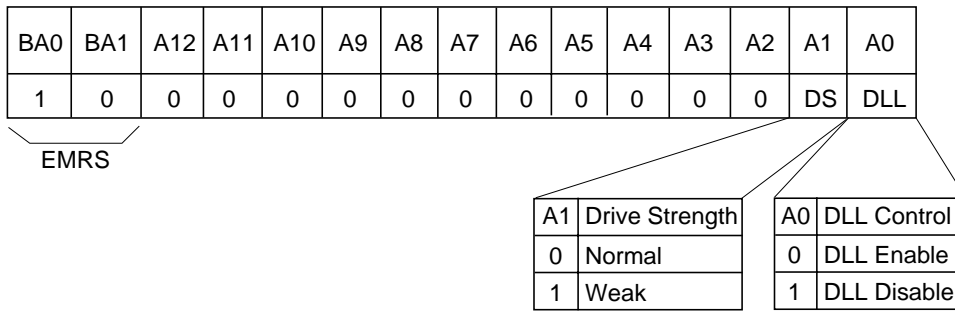 BA0 BA1 A12 A11 A10 A9 A8 A7 A6 A5 A4 A3 A2 A1 A0
1 0 0 0 0 0 0 0 0 0 0 0 0 DS DLL
EMRS
A1 Drive Strength
0 Normal
1 Weak
A0 DLL Control
0 DLL Enable
1 DLL Disable